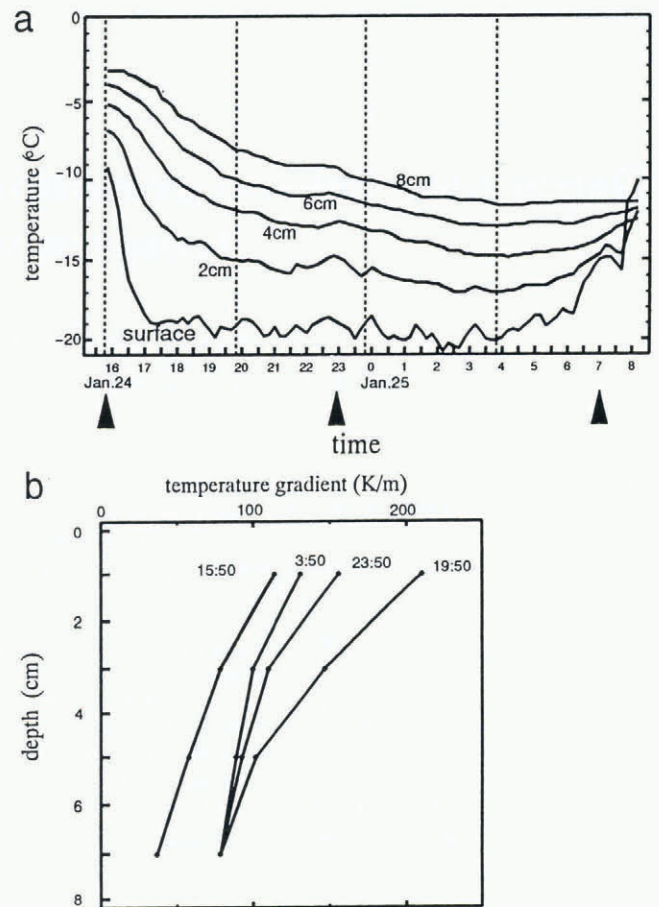 a
temperature (°C)
0
−5
−10
−15
−20
8cm
6cm
4cm
2cm
surface
16 17 18 19 20 21 22 23 0 1 2 3 4 5 6 7 8
Jan.24 Jan.25
time
b
temperature gradient (K/m)
0 100 200
depth (cm)
0
2
4
6
8
15:50 3:50 23:50 19:50